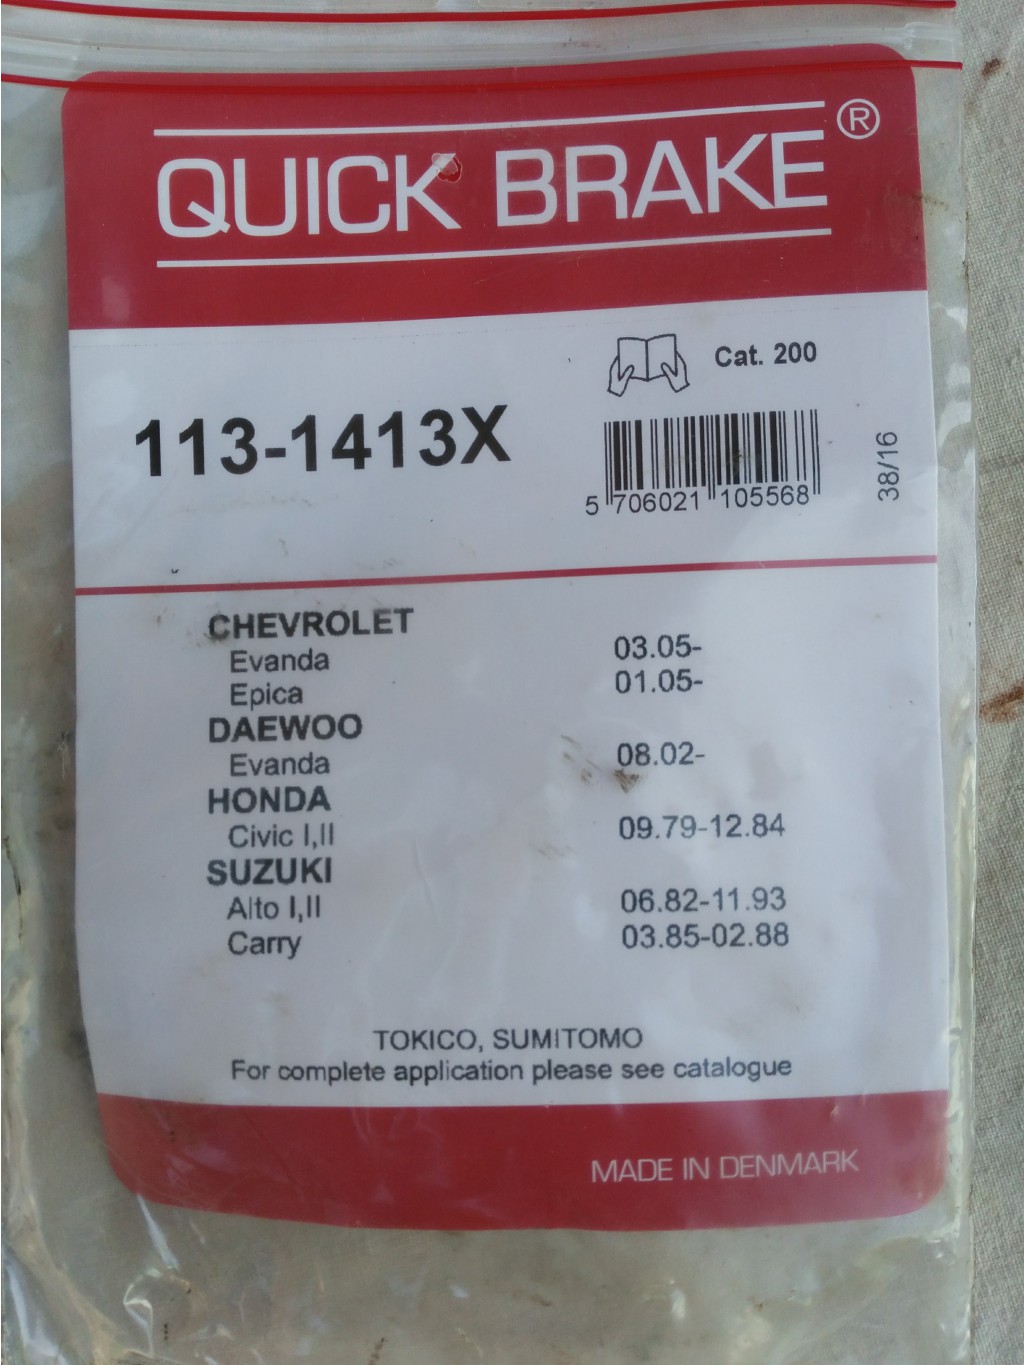 QUICK BRAKE®
Cat. 200
113-1413X
5 706021 105568
38/16
CHEVROLET
Evanda 03.05-
Epica 01.05-
DAEWOO
Evanda 08.02-
HONDA
Civic I,II 09.79-12.84
SUZUKI
Alto I,II 06.82-11.93
Carry 03.85-02.88
TOKICO, SUMITOMO
For complete application please see catalogue
MADE IN DENMARK